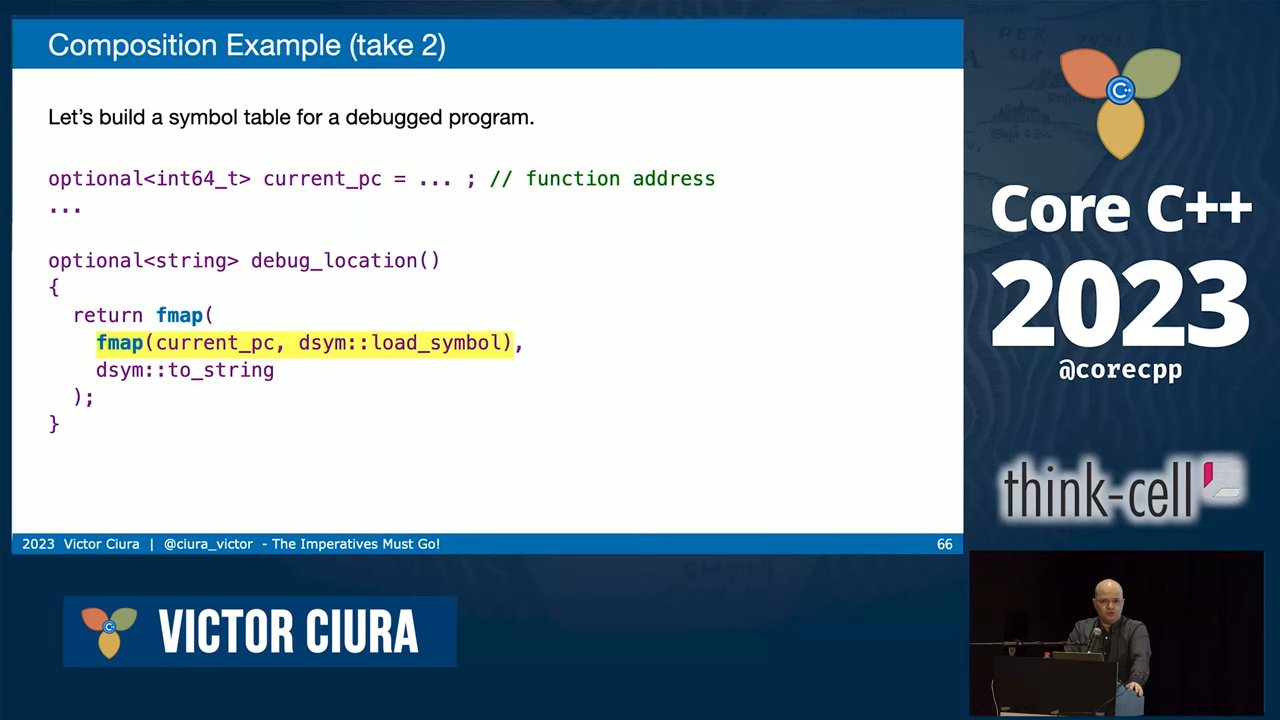 Composition Example (take 2)
Let’s build a symbol table for a debugged program.
optional<int64_t> current_pc = ... ; // function address
...
optional<string> debug_location()
{
return fmap(
fmap(current_pc, dsym::load_symbol),
dsym::to_string
);
}
2023 Victor Ciura | @ciura_victor - The Imperatives Must Go!
66
C++
Core C++
2023
@corecpp
think-cell
VICTOR CIURA